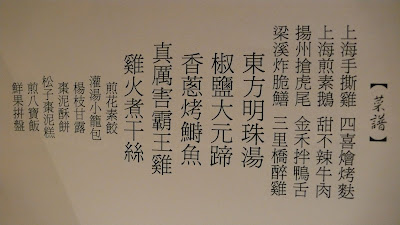 【菜譜】
上海手撕雞 四喜燴烤麩
上海煎素鵝 甜不辣牛肉
揚州搶虎尾 金禾拌鴨舌
梁溪炸脆鱔 三里橋醉雞
東方明珠湯
椒鹽大元蹄
香蔥烤鰣魚
真厲害霸王雞
雞火煮干絲
煎花素餃
灌湯小籠包
楊枝甘露
棗泥酥餅
松子棗泥糕
煎八寶飯
鮮果拼盤